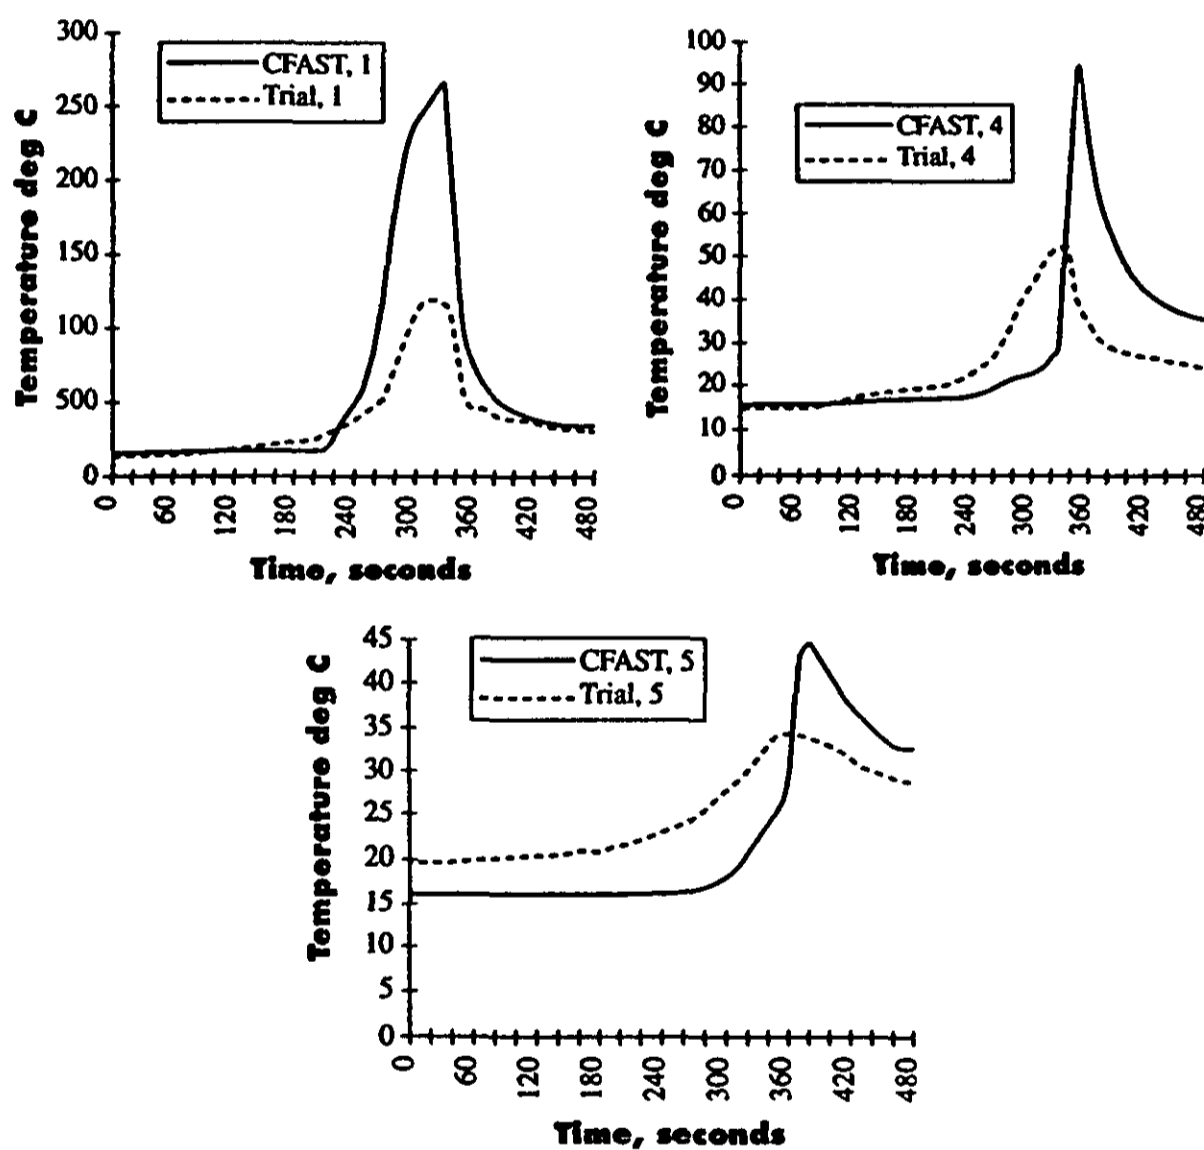 300
250
200
150
100
500
0
Temperature deg C
CFAST, 1
Trial, 1
0 60 120 180 240 300 360 420 480
Time, seconds
100
90
80
70
60
50
40
30
20
10
0
Temperature deg C
CFAST, 4
Trial, 4
0 60 120 180 240 300 360 420 480
Time, seconds
45
40
35
30
25
20
15
10
5
0
Temperature deg C
CFAST, 5
Trial, 5
0 60 120 180 240 300 360 420 480
Time, seconds